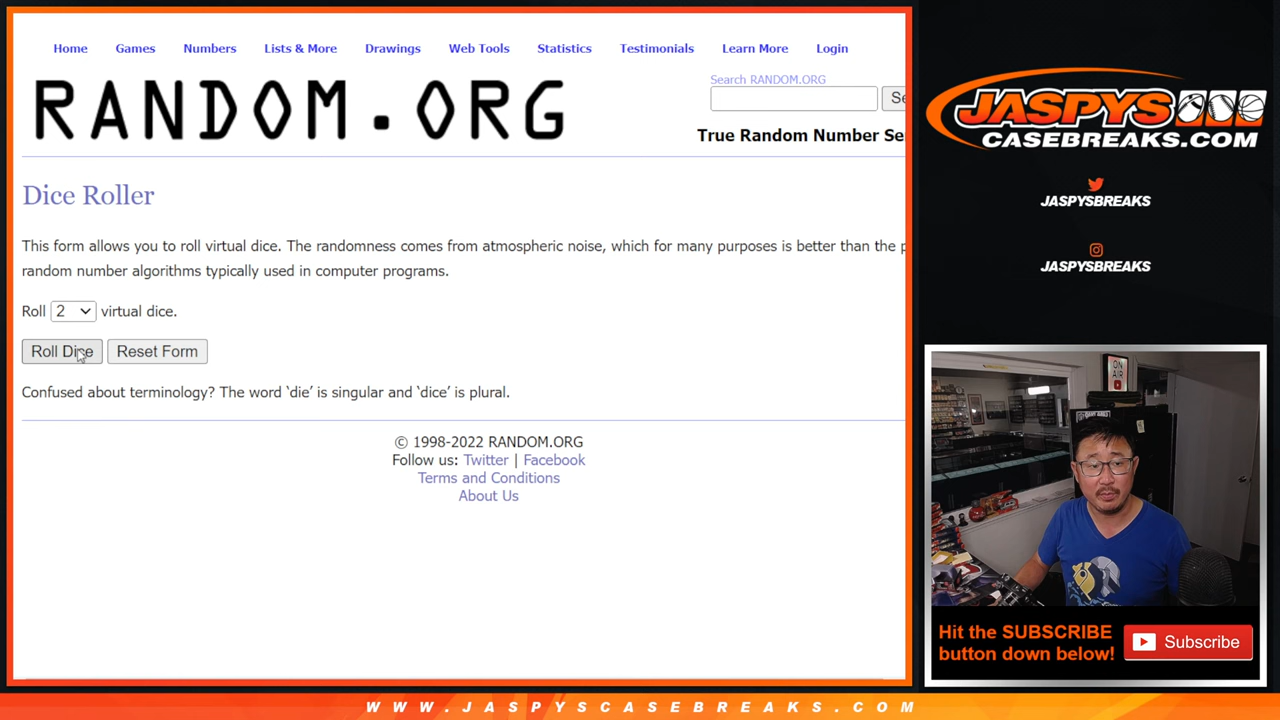 Home Games Numbers Lists & More Drawings Web Tools Statistics Testimonials Learn More Login
RANDOM.ORG
Search RANDOM.ORG
Se
True Random Number Se
Dice Roller
This form allows you to roll virtual dice. The randomness comes from atmospheric noise, which for many purposes is better than the p
random number algorithms typically used in computer programs.
Roll 2 virtual dice.
Roll Dice Reset Form
Confused about terminology? The word ‘die’ is singular and ‘dice’ is plural.
© 1998-2022 RANDOM.ORG
Follow us: Twitter | Facebook
Terms and Conditions
About Us
JASPYS
CASEBREAKS.COM
JASPYSBREAKS
JASPYSBREAKS
ON
AIR
Hit the SUBSCRIBE
button down below!
Subscribe
WWW.JASPYSCASEBREAKS.COM